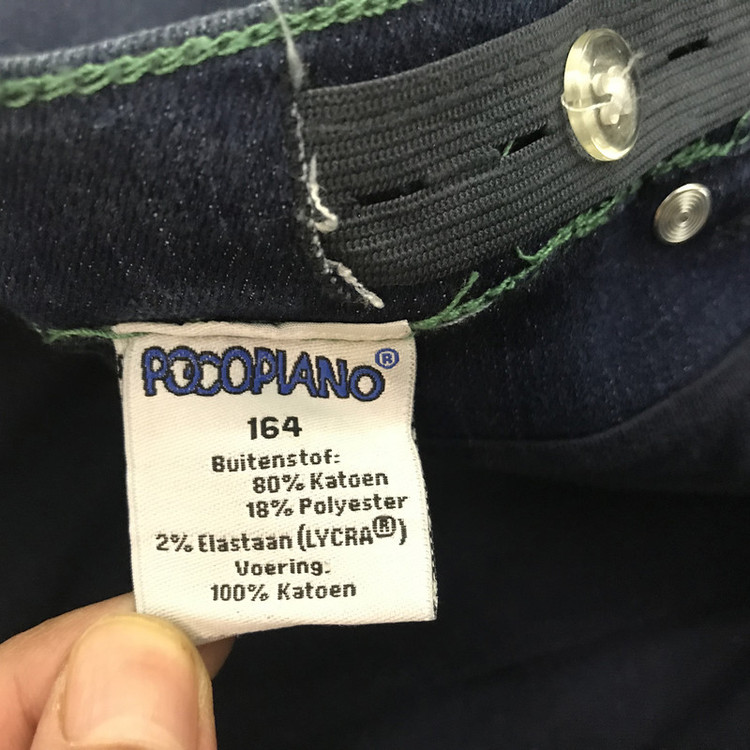 POCOPIANO®
164
Buitenstof:
80% Katoen
18% Polyester
2% Elastaan (LYCRA®)
Voering:
100% Katoen